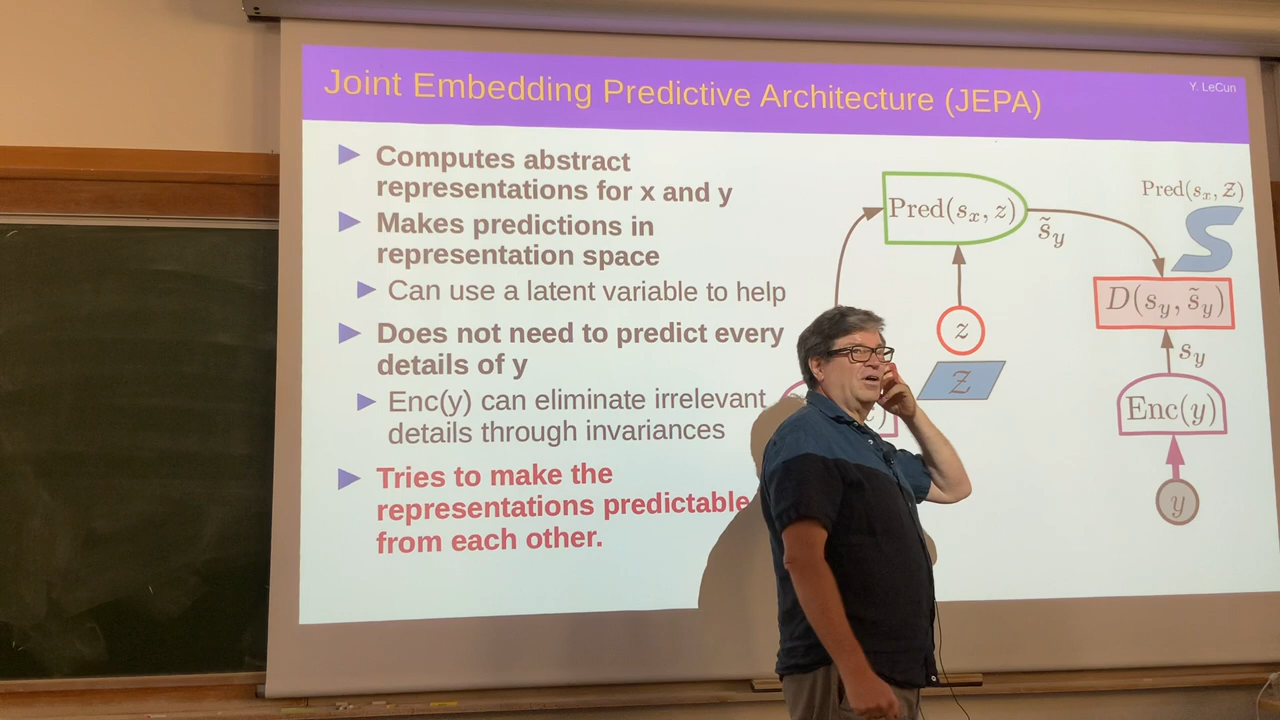 Joint Embedding Predictive Architecture (JEPA)
Y. LeCun
Computes abstract
representations for x and y
Makes predictions in
representation space
Can use a latent variable to help
Does not need to predict every
details of y
Enc(y) can eliminate irrelevant
details through invariances
Tries to make the
representations predictable
from each other.
Pred(sₓ, z)
s̃_y
Pred(sₓ, 𝒵)
D(s_y, s̃_y)
z
s_y
𝒵
Enc(y)
y